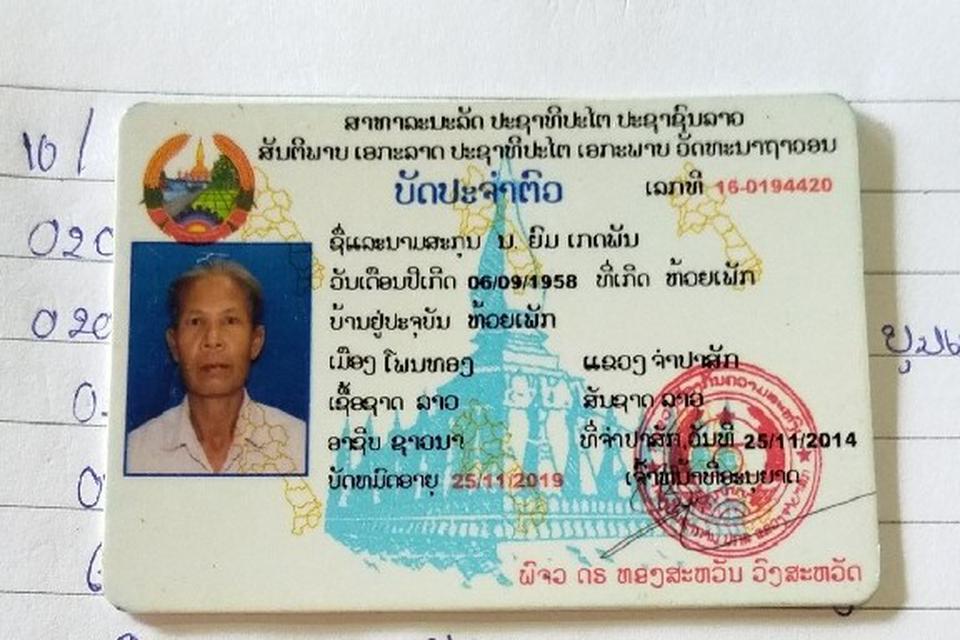 ສາທາລະນະລັດ ປະຊາທິປະໄຕ ປະຊາຊົນລາວ
ສັນຕິພາບ ເອກະລາດ ປະຊາທິປະໄຕ ເອກະພາບ ວັດທະນາຖາວອນ
ບັດປະຈຳຕົວ ເລກທີ 16-0194420
ຊື່ແລະນາມສະກຸນ ນ. ຍົມ ເກດພັນ
ວັນເດືອນປີເກີດ 06/09/1958 ທີ່ເກີດ ຫ້ວຍເພັກ
ບ້ານຢູ່ປະຈຸບັນ ຫ້ວຍເພັກ
ເມືອງ ໂພນທອງ ແຂວງ ຈຳປາສັກ
ເຊື້ອຊາດ ລາວ ສັນຊາດ ລາວ
ອາຊີບ ຊາວນາ ທີ່ຈຳປາສັກ ວັນທີ 25/11/2014
ບັດໝົດອາຍຸ 25/11/2019 ເຈົ້າໜ້າທີ່ອະນຸຍາດ
ພົຈວ ດຣ ທອງສະຫວັນ ວົງສະຫວັດ
10/
020
020
0